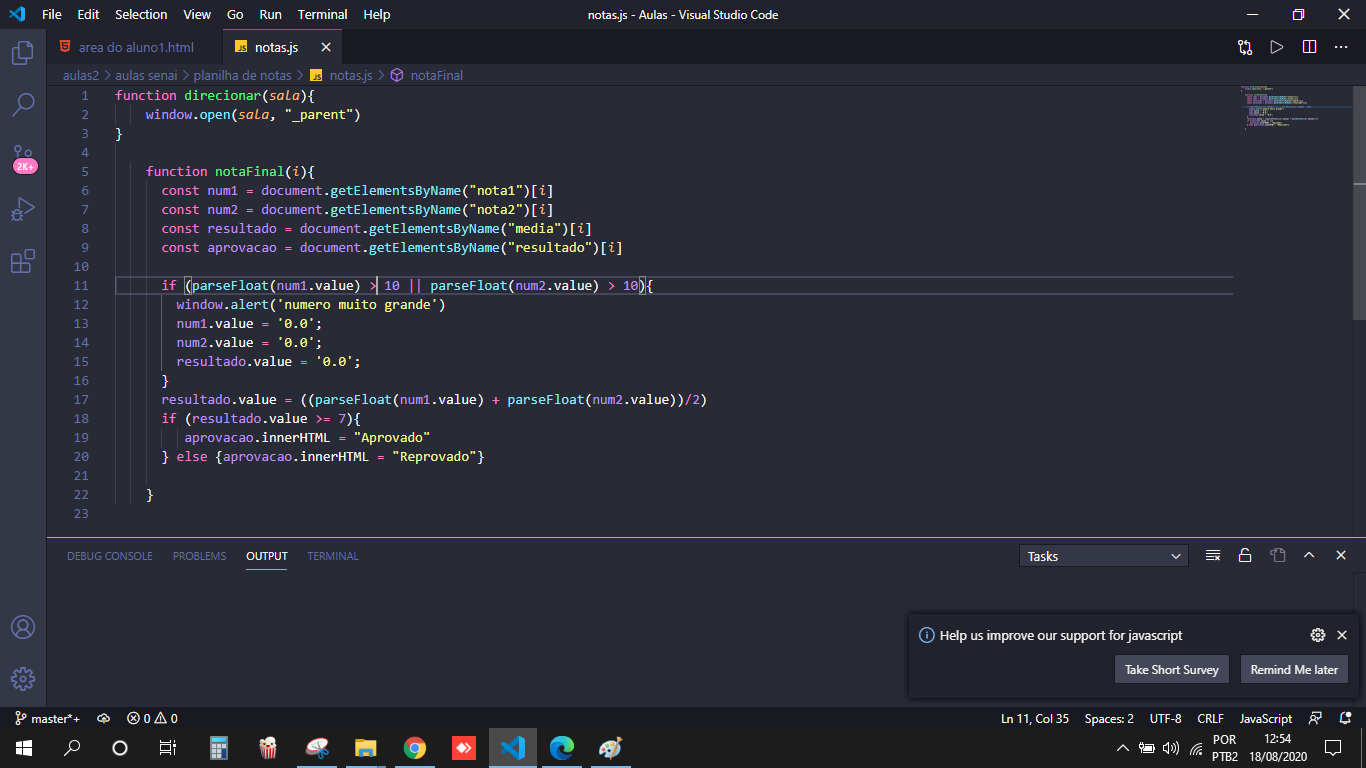 File Edit Selection View Go Run Terminal Help notas.js - Aulas - Visual Studio Code
area do aluno1.html JS notas.js
aulas2 > aulas senai > planilha de notas > JS notas.js > notaFinal
1 function direcionar(sala){
2 window.open(sala, "_parent")
3 }
4
5 function notaFinal(i){
6 const num1 = document.getElementsByName("nota1")[i]
7 const num2 = document.getElementsByName("nota2")[i]
8 const resultado = document.getElementsByName("media")[i]
9 const aprovacao = document.getElementsByName("resultado")[i]
10
11 if (parseFloat(num1.value) > 10 || parseFloat(num2.value) > 10){
12 window.alert('numero muito grande')
13 num1.value = '0.0';
14 num2.value = '0.0';
15 resultado.value = '0.0';
16 }
17 resultado.value = ((parseFloat(num1.value) + parseFloat(num2.value))/2)
18 if (resultado.value >= 7){
19 aprovacao.innerHTML = "Aprovado"
20 } else {aprovacao.innerHTML = "Reprovado"}
21
22 }
23
2K+
DEBUG CONSOLE PROBLEMS OUTPUT TERMINAL Tasks
Help us improve our support for javascript
Take Short Survey Remind Me later
master*+ 0 0 Ln 11, Col 35 Spaces: 2 UTF-8 CRLF JavaScript
POR 12:54
PTB2 18/08/2020